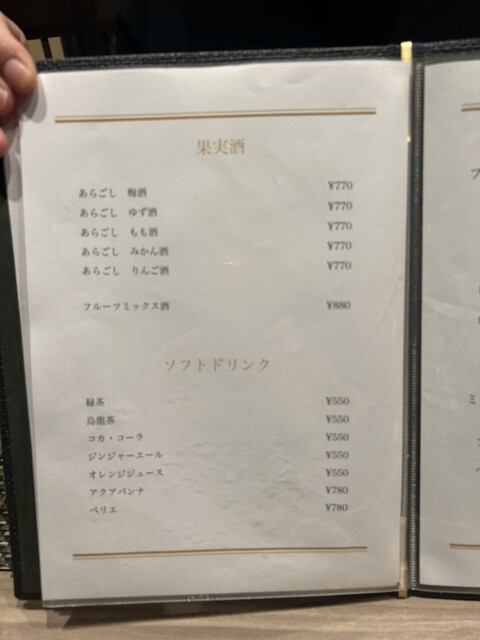 果実酒
あらごし 梅酒 ¥770
あらごし ゆず酒 ¥770
あらごし もも酒 ¥770
あらごし みかん酒 ¥770
あらごし りんご酒 ¥770
フルーツミックス酒 ¥880
ソフトドリンク
緑茶 ¥550
烏龍茶 ¥550
コカ・コーラ ¥550
ジンジャーエール ¥550
オレンジジュース ¥550
アクアパンナ ¥780
ペリエ ¥780